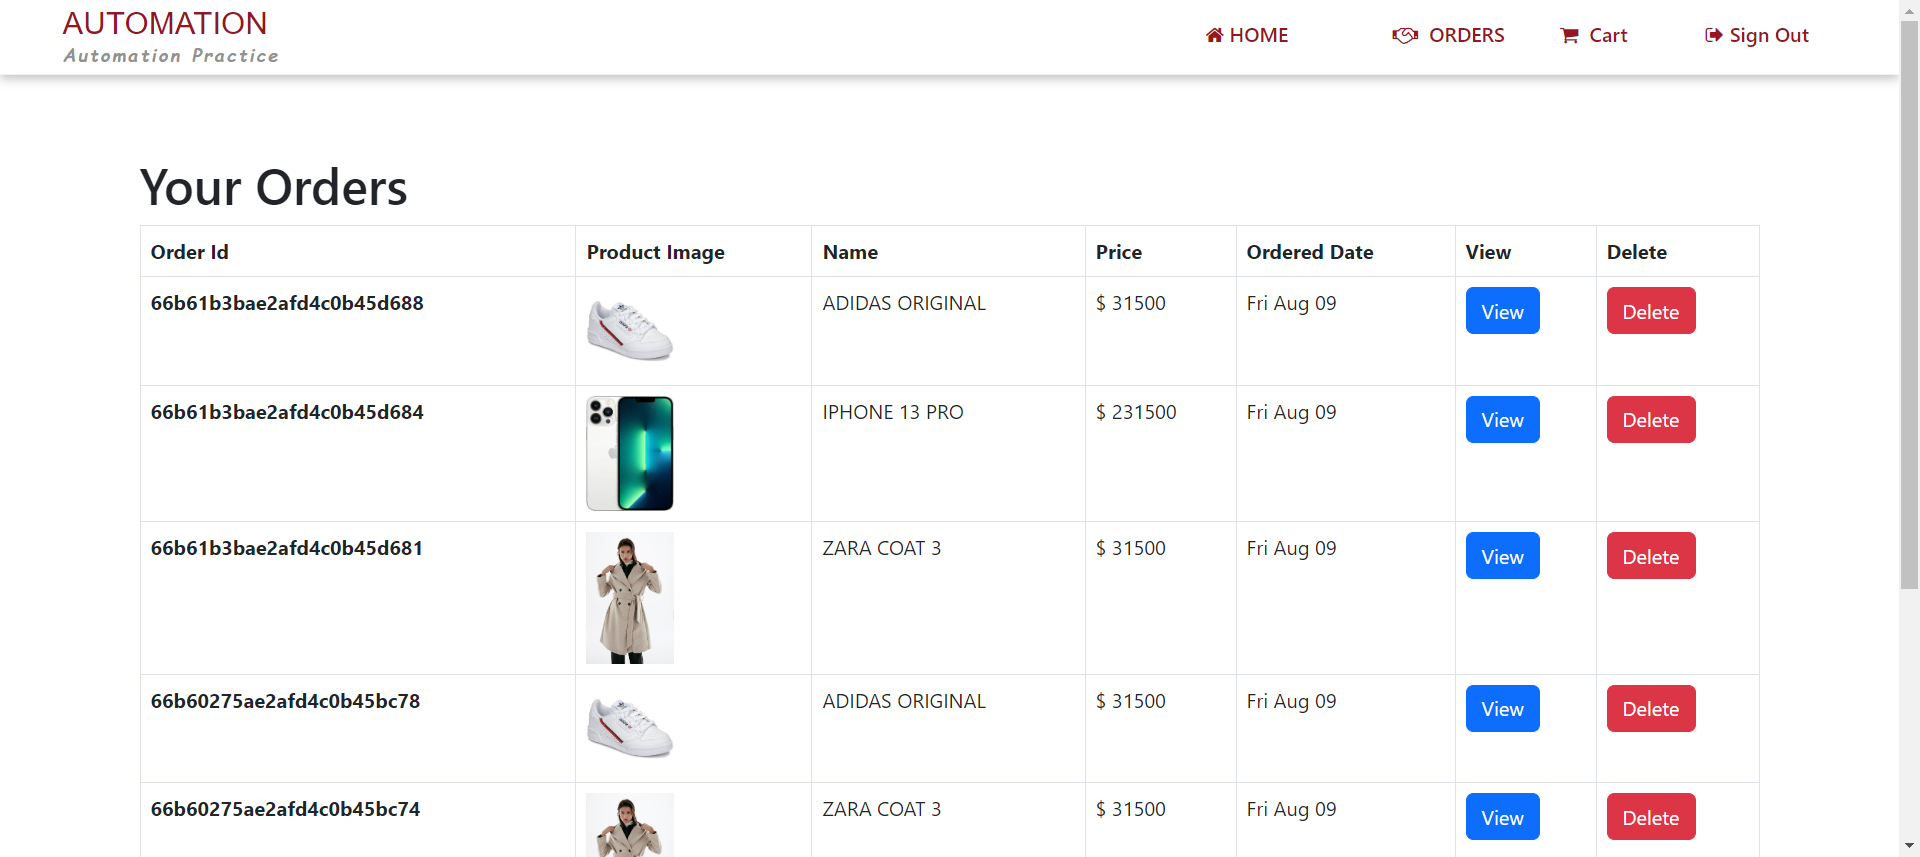 AUTOMATION
Automation Practice
HOME
ORDERS
Cart
Sign Out
Your Orders
Order Id Product Image Name Price Ordered Date View Delete
66b61b3bae2afd4c0b45d688 ADIDAS ORIGINAL $ 31500 Fri Aug 09 View Delete
66b61b3bae2afd4c0b45d684 IPHONE 13 PRO $ 231500 Fri Aug 09 View Delete
66b61b3bae2afd4c0b45d681 ZARA COAT 3 $ 31500 Fri Aug 09 View Delete
66b60275ae2afd4c0b45bc78 ADIDAS ORIGINAL $ 31500 Fri Aug 09 View Delete
66b60275ae2afd4c0b45bc74 ZARA COAT 3 $ 31500 Fri Aug 09 View Delete